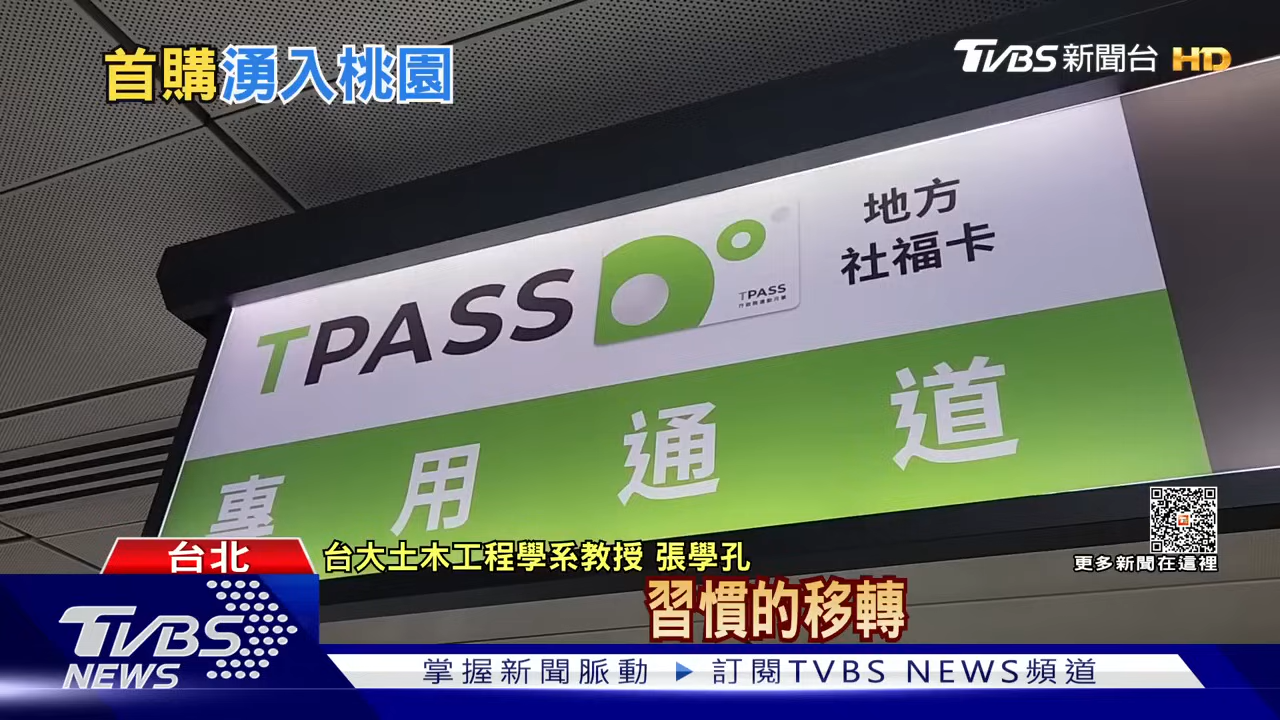 首購湧入桃園
TVBS新聞台 HD
TPASS
地方
社福卡
TPASS
專用通道
更多新聞在這裡
台北
台大土木工程學系教授 張學孔
習慣的移轉
TVBS
NEWS
掌握新聞脈動 ▶ 訂閱TVBS NEWS頻道